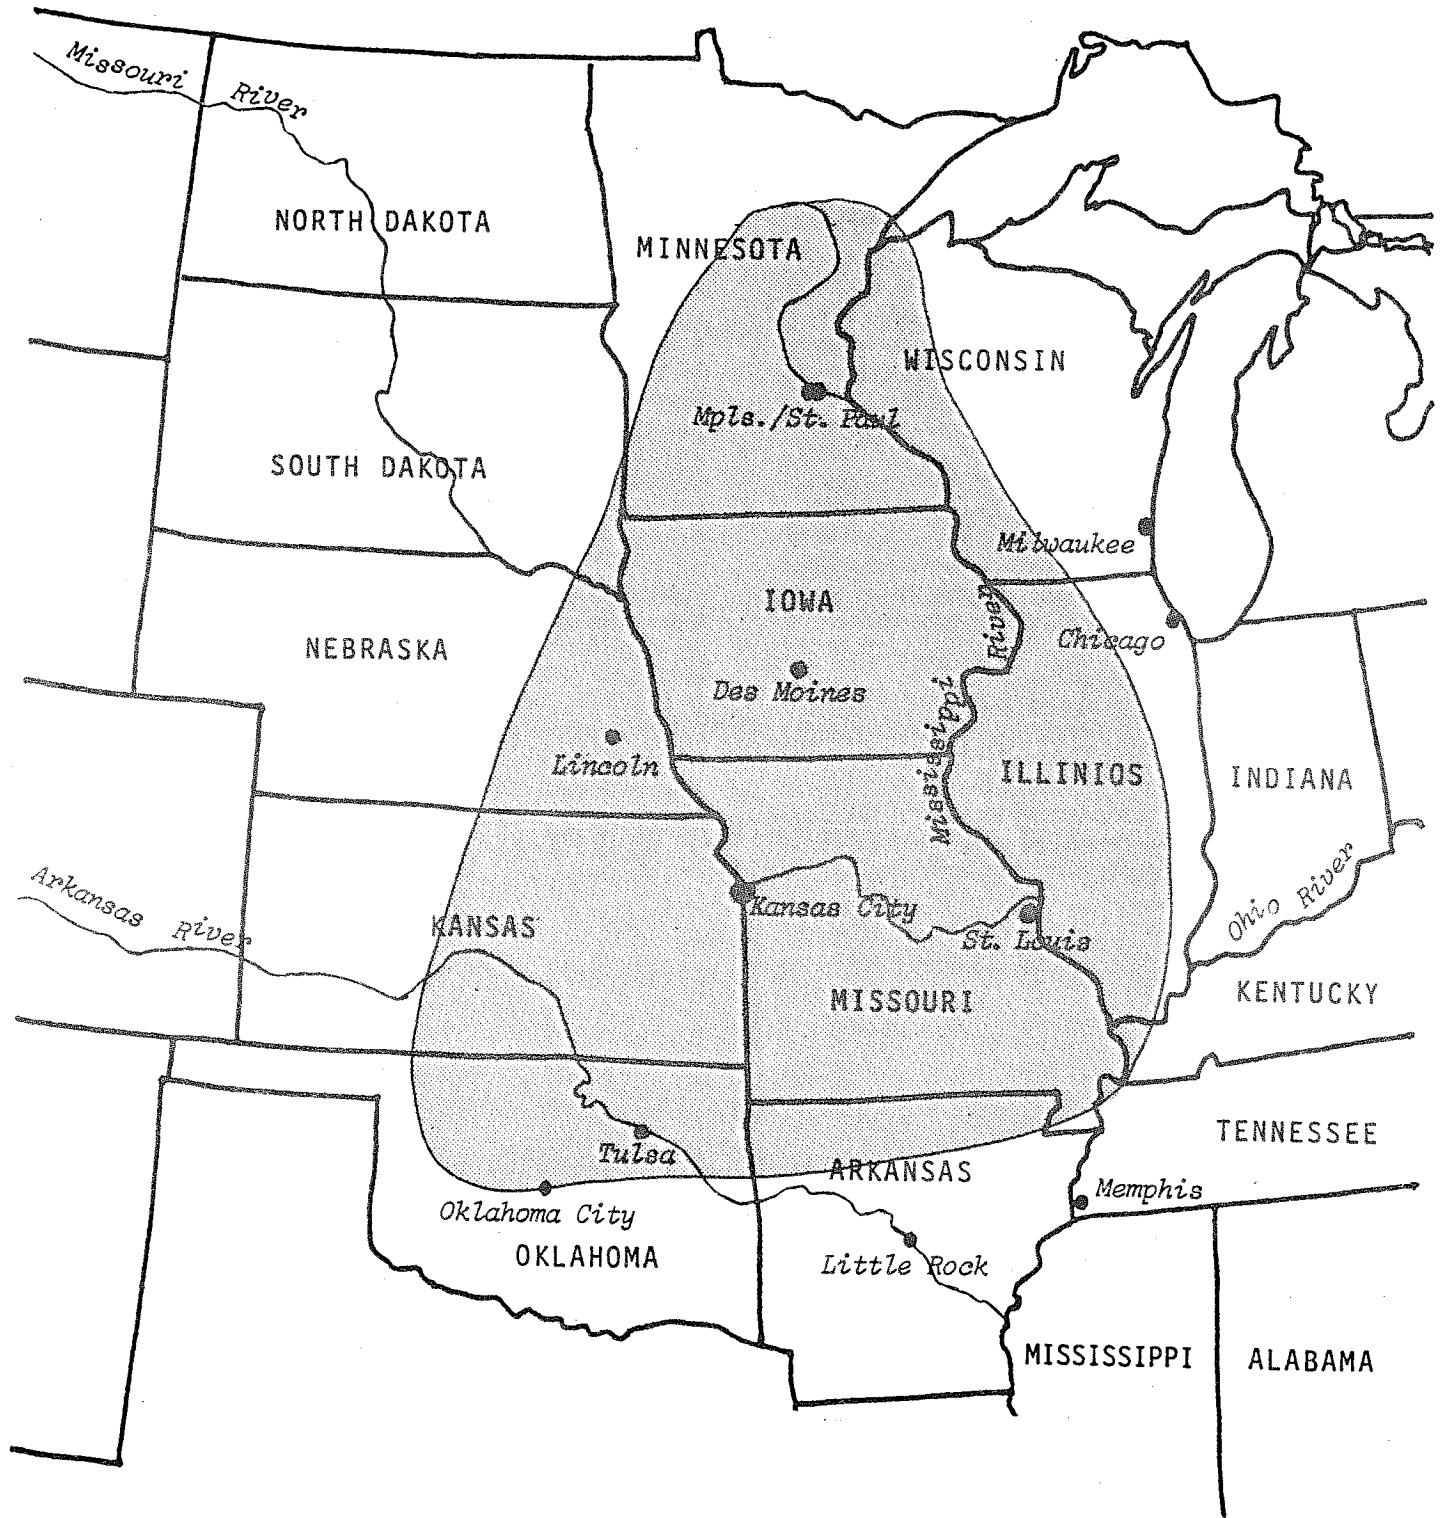 Missouri River
NORTH DAKOTA
MINNESOTA
WISCONSIN
Mpls./St. Paul
SOUTH DAKOTA
Milwaukee
IOWA
Mississippi River
Chicago
NEBRASKA
Des Moines
Lincoln
ILLINIOS
INDIANA
Arkansas River
Kansas City
KANSAS
St. Louis
Ohio River
MISSOURI
KENTUCKY
TENNESSEE
Tulsa
ARKANSAS
Memphis
Oklahoma City
OKLAHOMA
Little Rock
MISSISSIPPI
ALABAMA